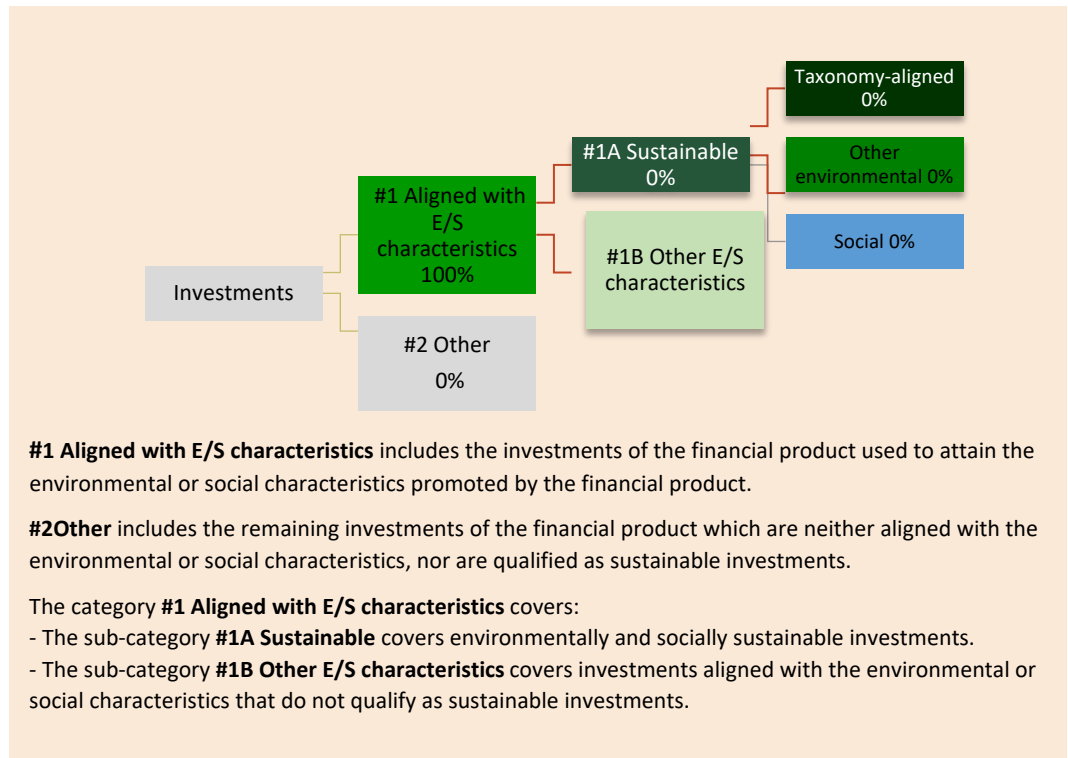 Taxonomy-aligned
0%
#1A Sustainable
0%
Other
environmental 0%
#1 Aligned with
E/S
characteristics
100%
Social 0%
#1B Other E/S
characteristics
Investments
#2 Other
0%
#1 Aligned with E/S characteristics includes the investments of the financial product used to attain the
environmental or social characteristics promoted by the financial product.
#2Other includes the remaining investments of the financial product which are neither aligned with the
environmental or social characteristics, nor are qualified as sustainable investments.
The category #1 Aligned with E/S characteristics covers:
- The sub-category #1A Sustainable covers environmentally and socially sustainable investments.
- The sub-category #1B Other E/S characteristics covers investments aligned with the environmental or
social characteristics that do not qualify as sustainable investments.